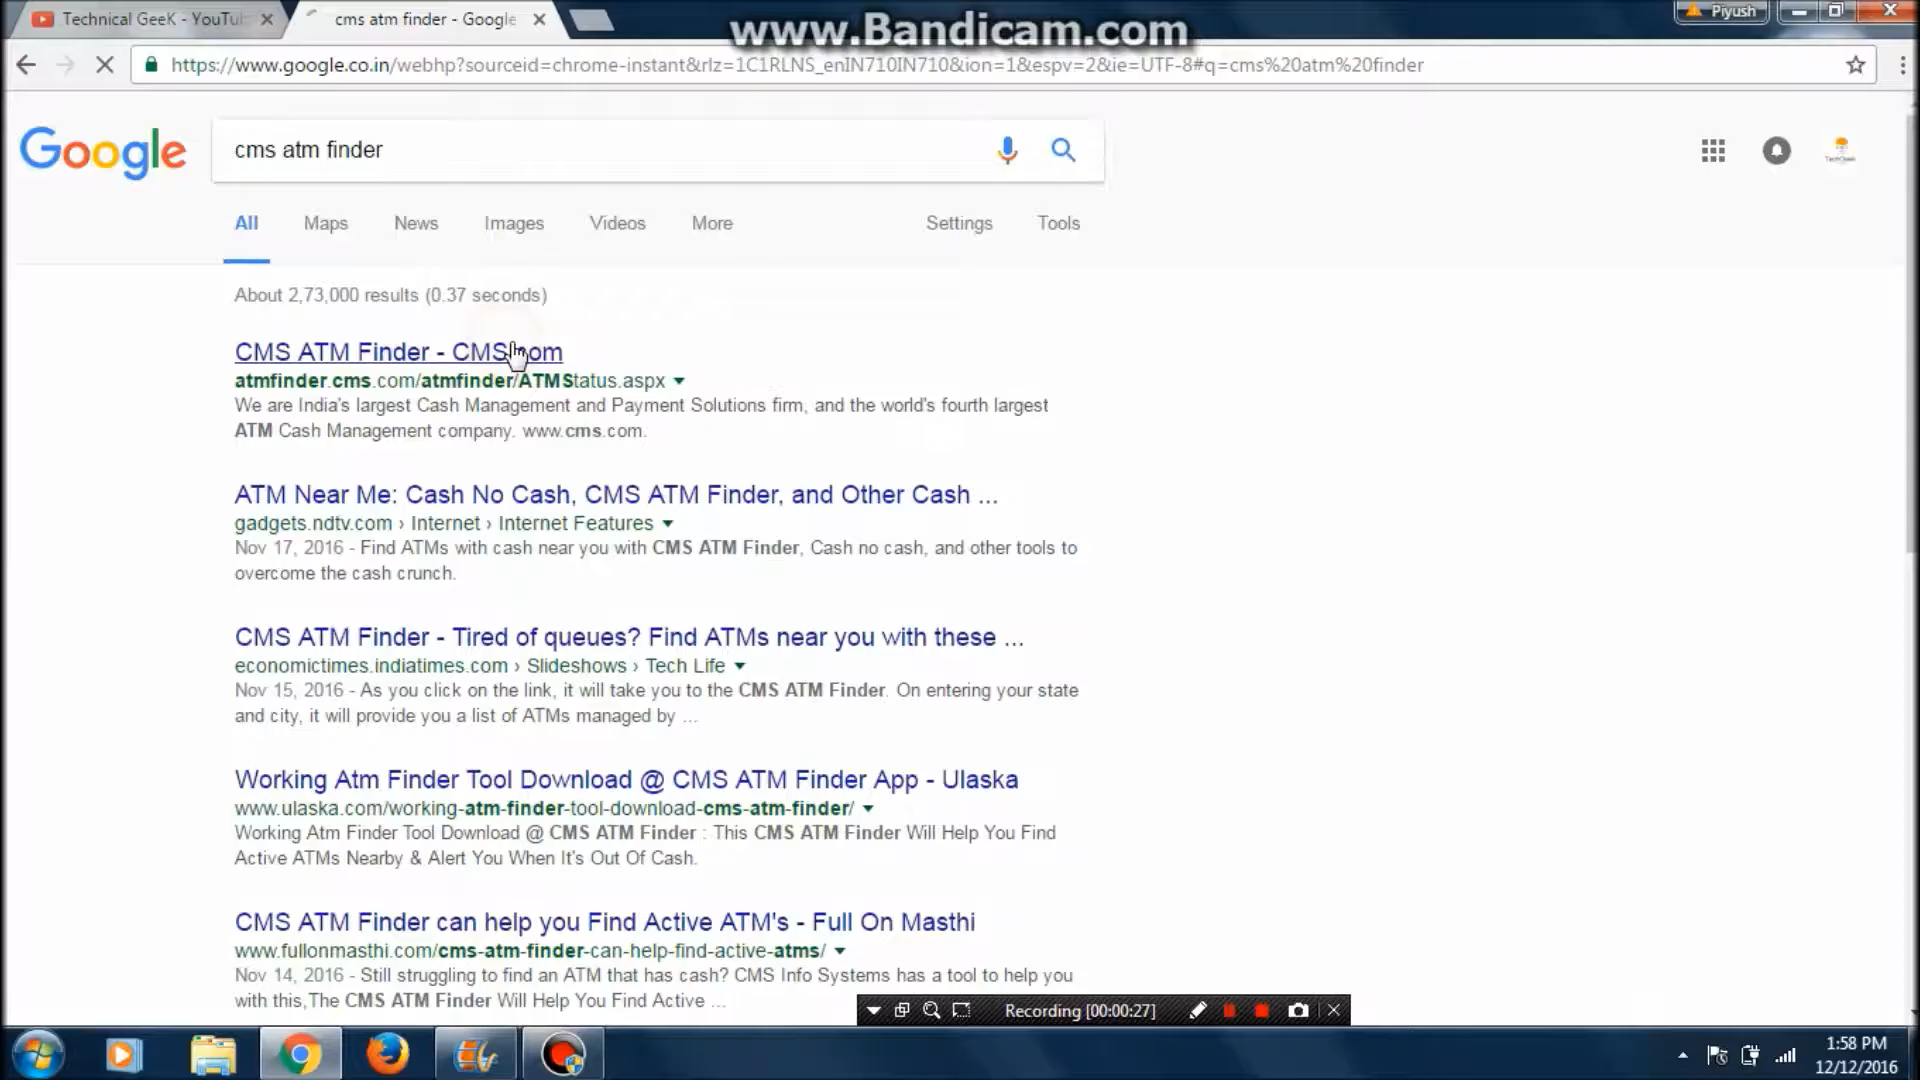 Technical GeeK - YouTu
cms atm finder - Google
www.Bandicam.com
Piyush
https://www.google.co.in/webhp?sourceid=chrome-instant&rlz=1C1RLNS_enIN710IN710&ion=1&espv=2&ie=UTF-8#q=cms%20atm%20finder
Google
cms atm finder
All Maps News Images Videos More Settings Tools
About 2,73,000 results (0.37 seconds)
CMS ATM Finder - CMS.com
atmfinder.cms.com/atmfinder/ATMStatus.aspx
We are India's largest Cash Management and Payment Solutions firm, and the world's fourth largest
ATM Cash Management company. www.cms.com.
ATM Near Me: Cash No Cash, CMS ATM Finder, and Other Cash ...
gadgets.ndtv.com › Internet › Internet Features
Nov 17, 2016 - Find ATMs with cash near you with CMS ATM Finder, Cash no cash, and other tools to
overcome the cash crunch.
CMS ATM Finder - Tired of queues? Find ATMs near you with these ...
economictimes.indiatimes.com › Slideshows › Tech Life
Nov 15, 2016 - As you click on the link, it will take you to the CMS ATM Finder. On entering your state
and city, it will provide you a list of ATMs managed by ...
Working Atm Finder Tool Download @ CMS ATM Finder App - Ulaska
www.ulaska.com/working-atm-finder-tool-download-cms-atm-finder/
Working Atm Finder Tool Download @ CMS ATM Finder : This CMS ATM Finder Will Help You Find
Active ATMs Nearby & Alert You When It's Out Of Cash.
CMS ATM Finder can help you Find Active ATM's - Full On Masthi
www.fullonmasthi.com/cms-atm-finder-can-help-find-active-atms/
Nov 14, 2016 - Still struggling to find an ATM that has cash? CMS Info Systems has a tool to help you
with this,The CMS ATM Finder Will Help You Find Active ...
Recording [00:00:27]
1:58 PM
12/12/2016